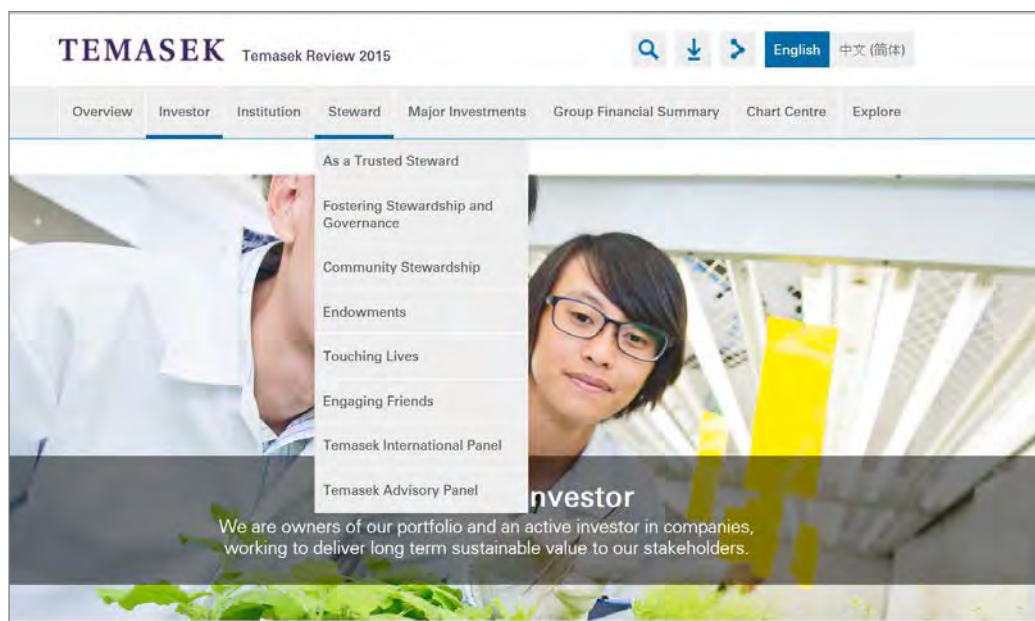 TEMASEK Temasek Review 2015
English 中文 (简体)
Overview Investor Institution Steward Major Investments Group Financial Summary Chart Centre Explore
As a Trusted Steward
Fostering Stewardship and
Governance
Community Stewardship
Endowments
Touching Lives
Engaging Friends
Temasek International Panel
Temasek Advisory Panel
nvestor
We are owners of our portfolio and an active investor in companies,
working to deliver long term sustainable value to our stakeholders.